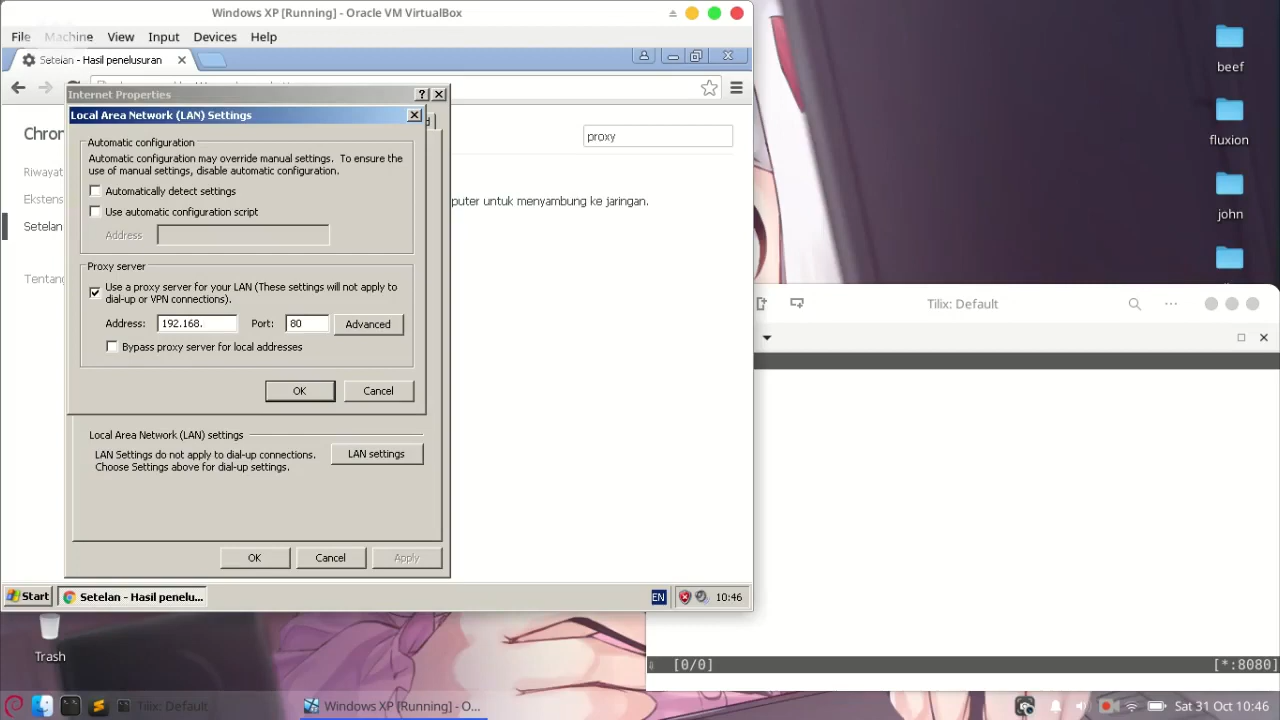 Windows XP [Running] - Oracle VM VirtualBox
File Machine View Input Devices Help
Setelan - Hasil penelusuran
Internet Properties
Local Area Network (LAN) Settings
Chrom
proxy
Automatic configuration
Automatic configuration may override manual settings. To ensure the
use of manual settings, disable automatic configuration.
Riwayat
Automatically detect settings
Ekstens
puter untuk menyambung ke jaringan.
Use automatic configuration script
Setelan
Address
Proxy server
Tentang
Use a proxy server for your LAN (These settings will not apply to
dial-up or VPN connections).
Address: 192.168. Port: 80 Advanced
Bypass proxy server for local addresses
OK Cancel
Local Area Network (LAN) settings
LAN Settings do not apply to dial-up connections.
Choose Settings above for dial-up settings.
LAN settings
OK Cancel Apply
Start Setelan - Hasil penelu... EN 10:46
beef
fluxion
john
Tilix: Default
[0/0] [*:8080]
Trash
Tilix: Default
Windows XP [Running] - O...
Sat 31 Oct 10:46